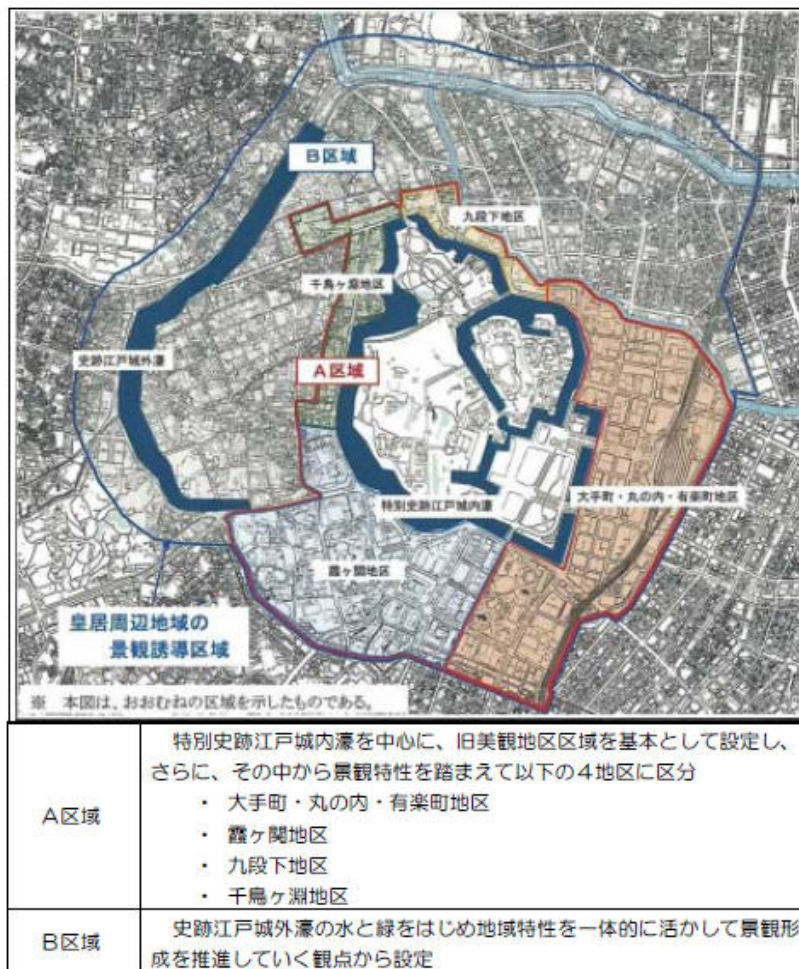 B区域
九段下地区
千鳥ヶ淵地区
史跡江戸城外濠
A区域
大手町・丸の内・有楽町地区
特別史跡江戸城内濠
霞ヶ関地区
皇居周辺地域の
景観誘導区域
※ 本図は、おおむねの区域を示したものである。
A区域
特別史跡江戸城内濠を中心に、旧美観地区区域を基本として設定し、
さらに、その中から景観特性を踏まえて以下の4地区に区分
・ 大手町・丸の内・有楽町地区
・ 霞ヶ関地区
・ 九段下地区
・ 千鳥ヶ淵地区
B区域
史跡江戸城外濠の水と緑をはじめ地域特性を一体的に活かして景観形
成を推進していく観点から設定